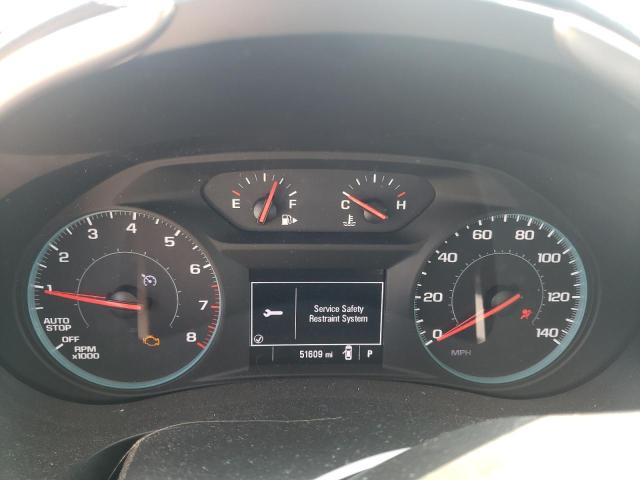 E F
C H
1 2 3 4 5 6 7 8
AUTO
STOP
OFF
RPM
x1000
Service Safety
Restraint System
51609 mi P
0 20 40 60 80 100 120 140
MPH